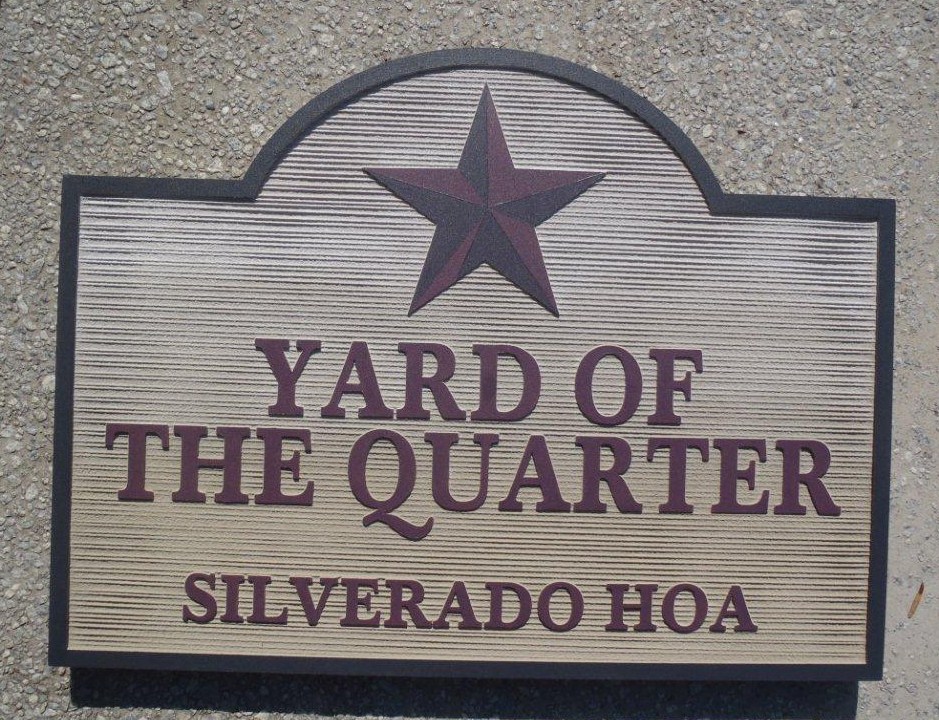 YARD OF
THE QUARTER
SILVERADO HOA